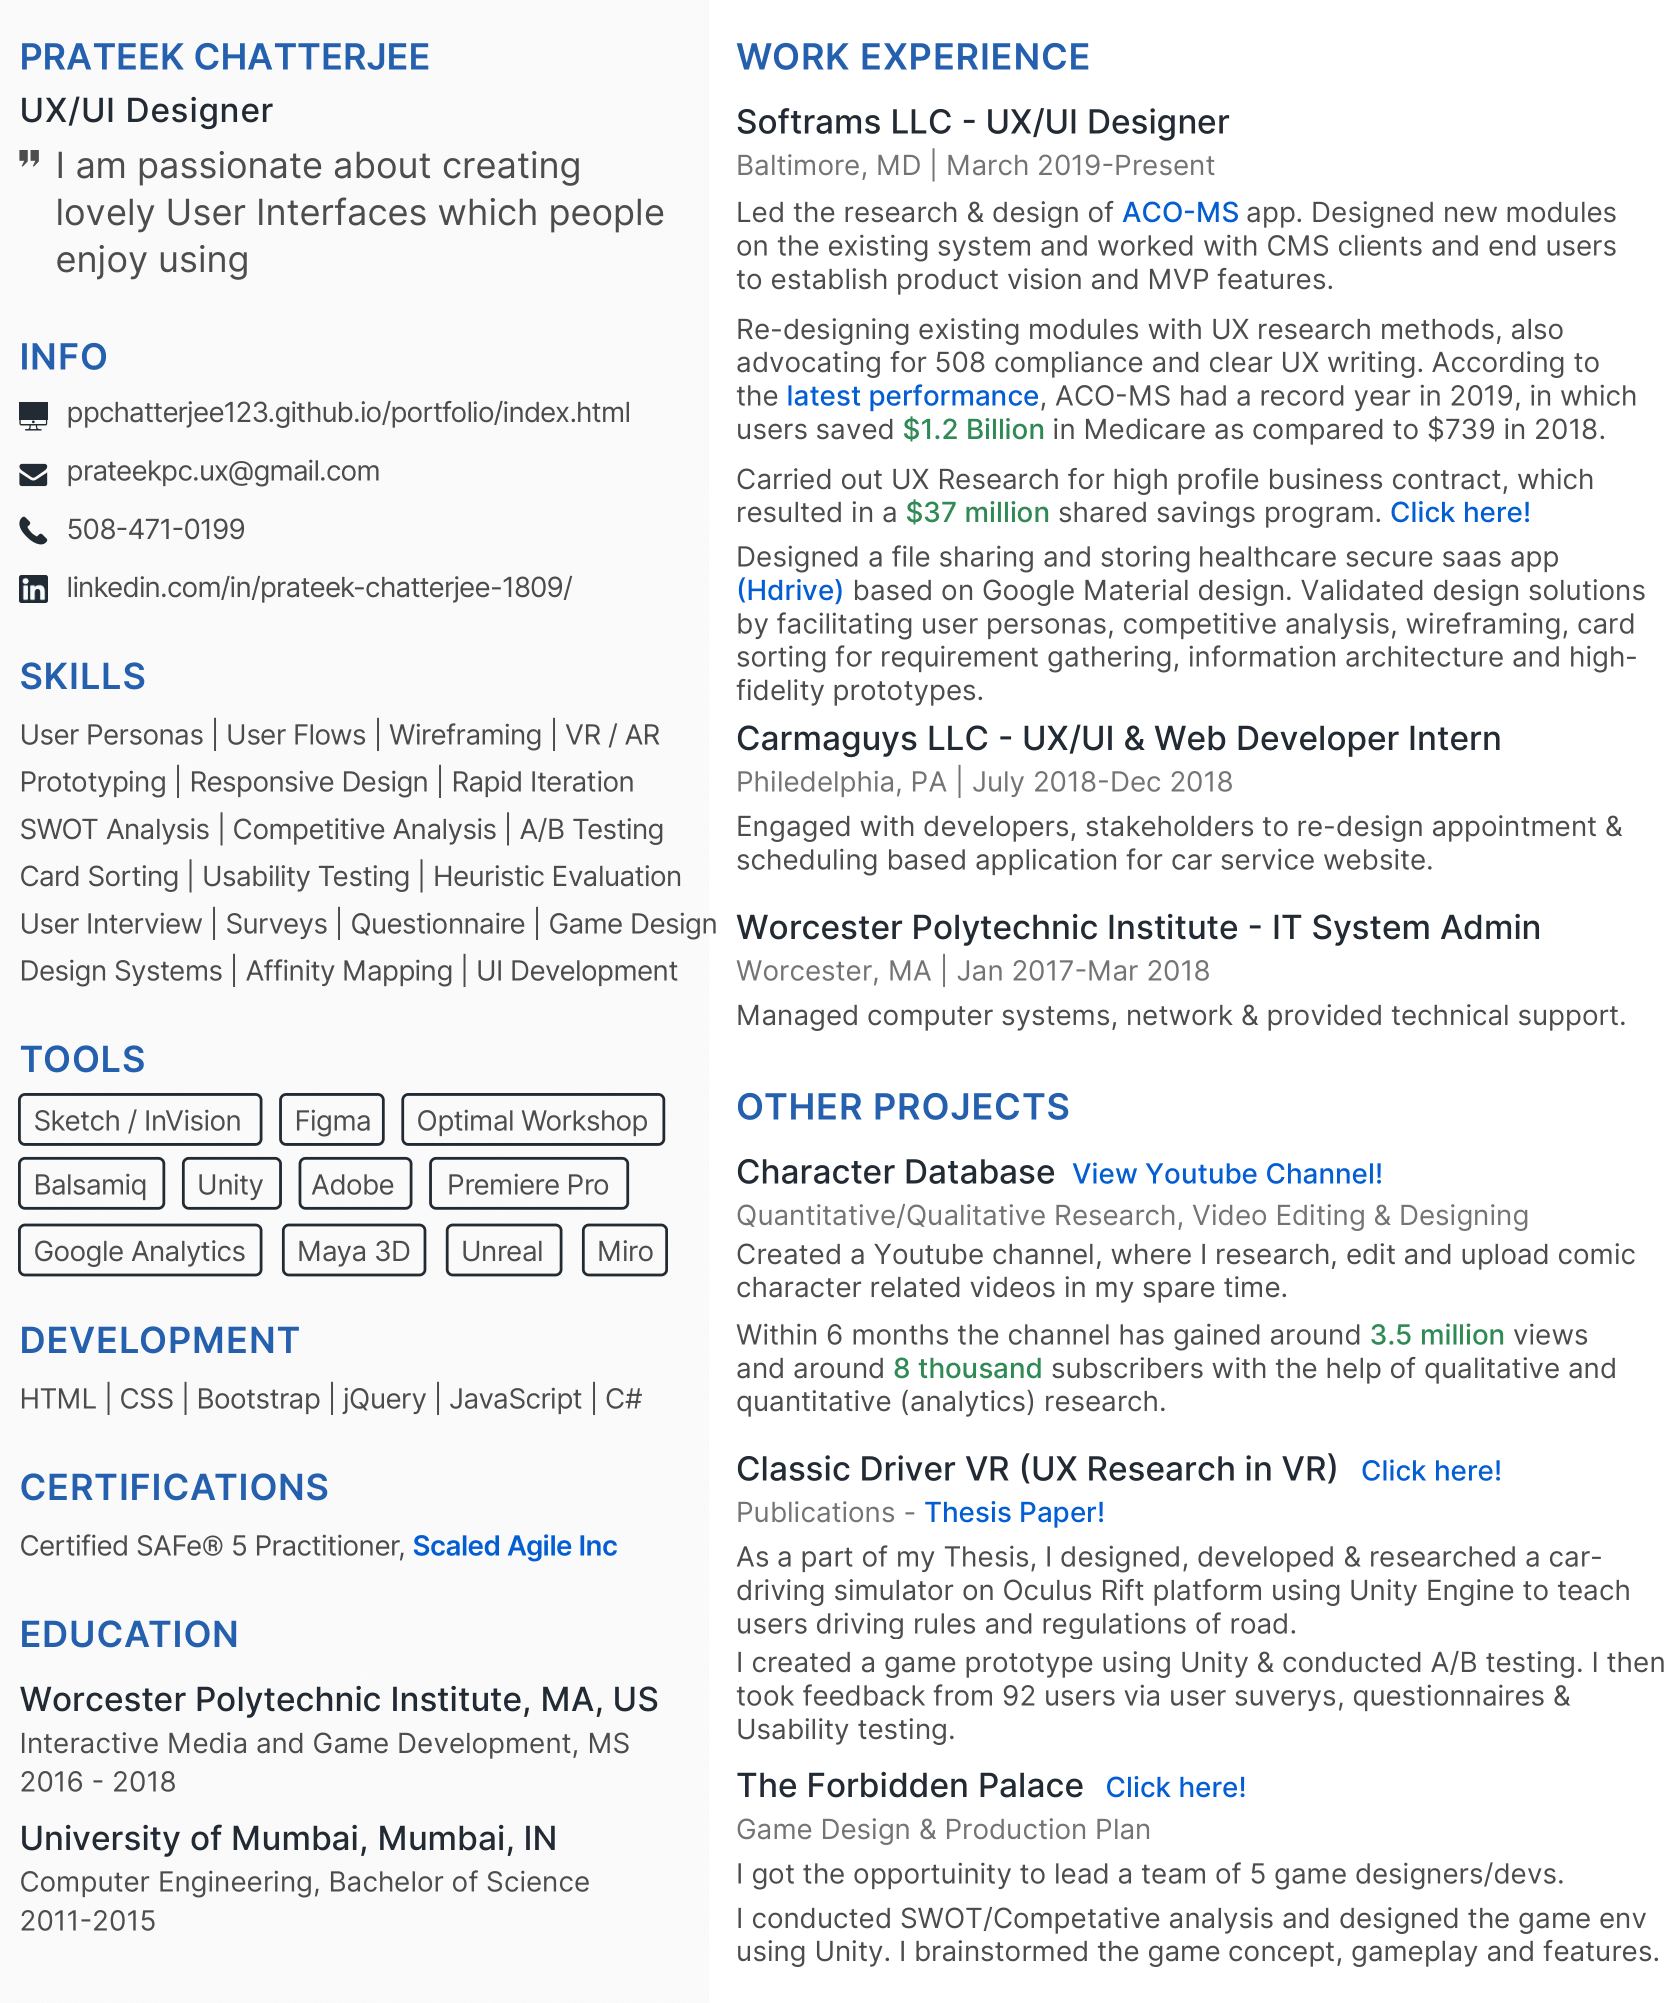 PRATEEK CHATTERJEE
UX/UI Designer
" I am passionate about creating
lovely User Interfaces which people
enjoy using
INFO
ppchatterjee123.github.io/portfolio/index.html
prateekpc.ux@gmail.com
508-471-0199
linkedin.com/in/prateek-chatterjee-1809/
SKILLS
User Personas | User Flows | Wireframing | VR / AR
Prototyping | Responsive Design | Rapid Iteration
SWOT Analysis | Competitive Analysis | A/B Testing
Card Sorting | Usability Testing | Heuristic Evaluation
User Interview | Surveys | Questionnaire | Game Design
Design Systems | Affinity Mapping | UI Development
TOOLS
Sketch / InVision Figma Optimal Workshop
Balsamiq Unity Adobe Premiere Pro
Google Analytics Maya 3D Unreal Miro
DEVELOPMENT
HTML | CSS | Bootstrap | jQuery | JavaScript | C#
CERTIFICATIONS
Certified SAFe® 5 Practitioner, Scaled Agile Inc
EDUCATION
Worcester Polytechnic Institute, MA, US
Interactive Media and Game Development, MS
2016 - 2018
University of Mumbai, Mumbai, IN
Computer Engineering, Bachelor of Science
2011-2015
WORK EXPERIENCE
Softrams LLC - UX/UI Designer
Baltimore, MD | March 2019-Present
Led the research & design of ACO-MS app. Designed new modules
on the existing system and worked with CMS clients and end users
to establish product vision and MVP features.
Re-designing existing modules with UX research methods, also
advocating for 508 compliance and clear UX writing. According to
the latest performance, ACO-MS had a record year in 2019, in which
users saved $1.2 Billion in Medicare as compared to $739 in 2018.
Carried out UX Research for high profile business contract, which
resulted in a $37 million shared savings program. Click here!
Designed a file sharing and storing healthcare secure saas app
(Hdrive) based on Google Material design. Validated design solutions
by facilitating user personas, competitive analysis, wireframing, card
sorting for requirement gathering, information architecture and high-
fidelity prototypes.
Carmaguys LLC - UX/UI & Web Developer Intern
Philedelphia, PA | July 2018-Dec 2018
Engaged with developers, stakeholders to re-design appointment &
scheduling based application for car service website.
Worcester Polytechnic Institute - IT System Admin
Worcester, MA | Jan 2017-Mar 2018
Managed computer systems, network & provided technical support.
OTHER PROJECTS
Character Database View Youtube Channel!
Quantitative/Qualitative Research, Video Editing & Designing
Created a Youtube channel, where I research, edit and upload comic
character related videos in my spare time.
Within 6 months the channel has gained around 3.5 million views
and around 8 thousand subscribers with the help of qualitative and
quantitative (analytics) research.
Classic Driver VR (UX Research in VR) Click here!
Publications - Thesis Paper!
As a part of my Thesis, I designed, developed & researched a car-
driving simulator on Oculus Rift platform using Unity Engine to teach
users driving rules and regulations of road.
I created a game prototype using Unity & conducted A/B testing. I then
took feedback from 92 users via user suverys, questionnaires &
Usability testing.
The Forbidden Palace Click here!
Game Design & Production Plan
I got the opportuinity to lead a team of 5 game designers/devs.
I conducted SWOT/Competative analysis and designed the game env
using Unity. I brainstormed the game concept, gameplay and features.